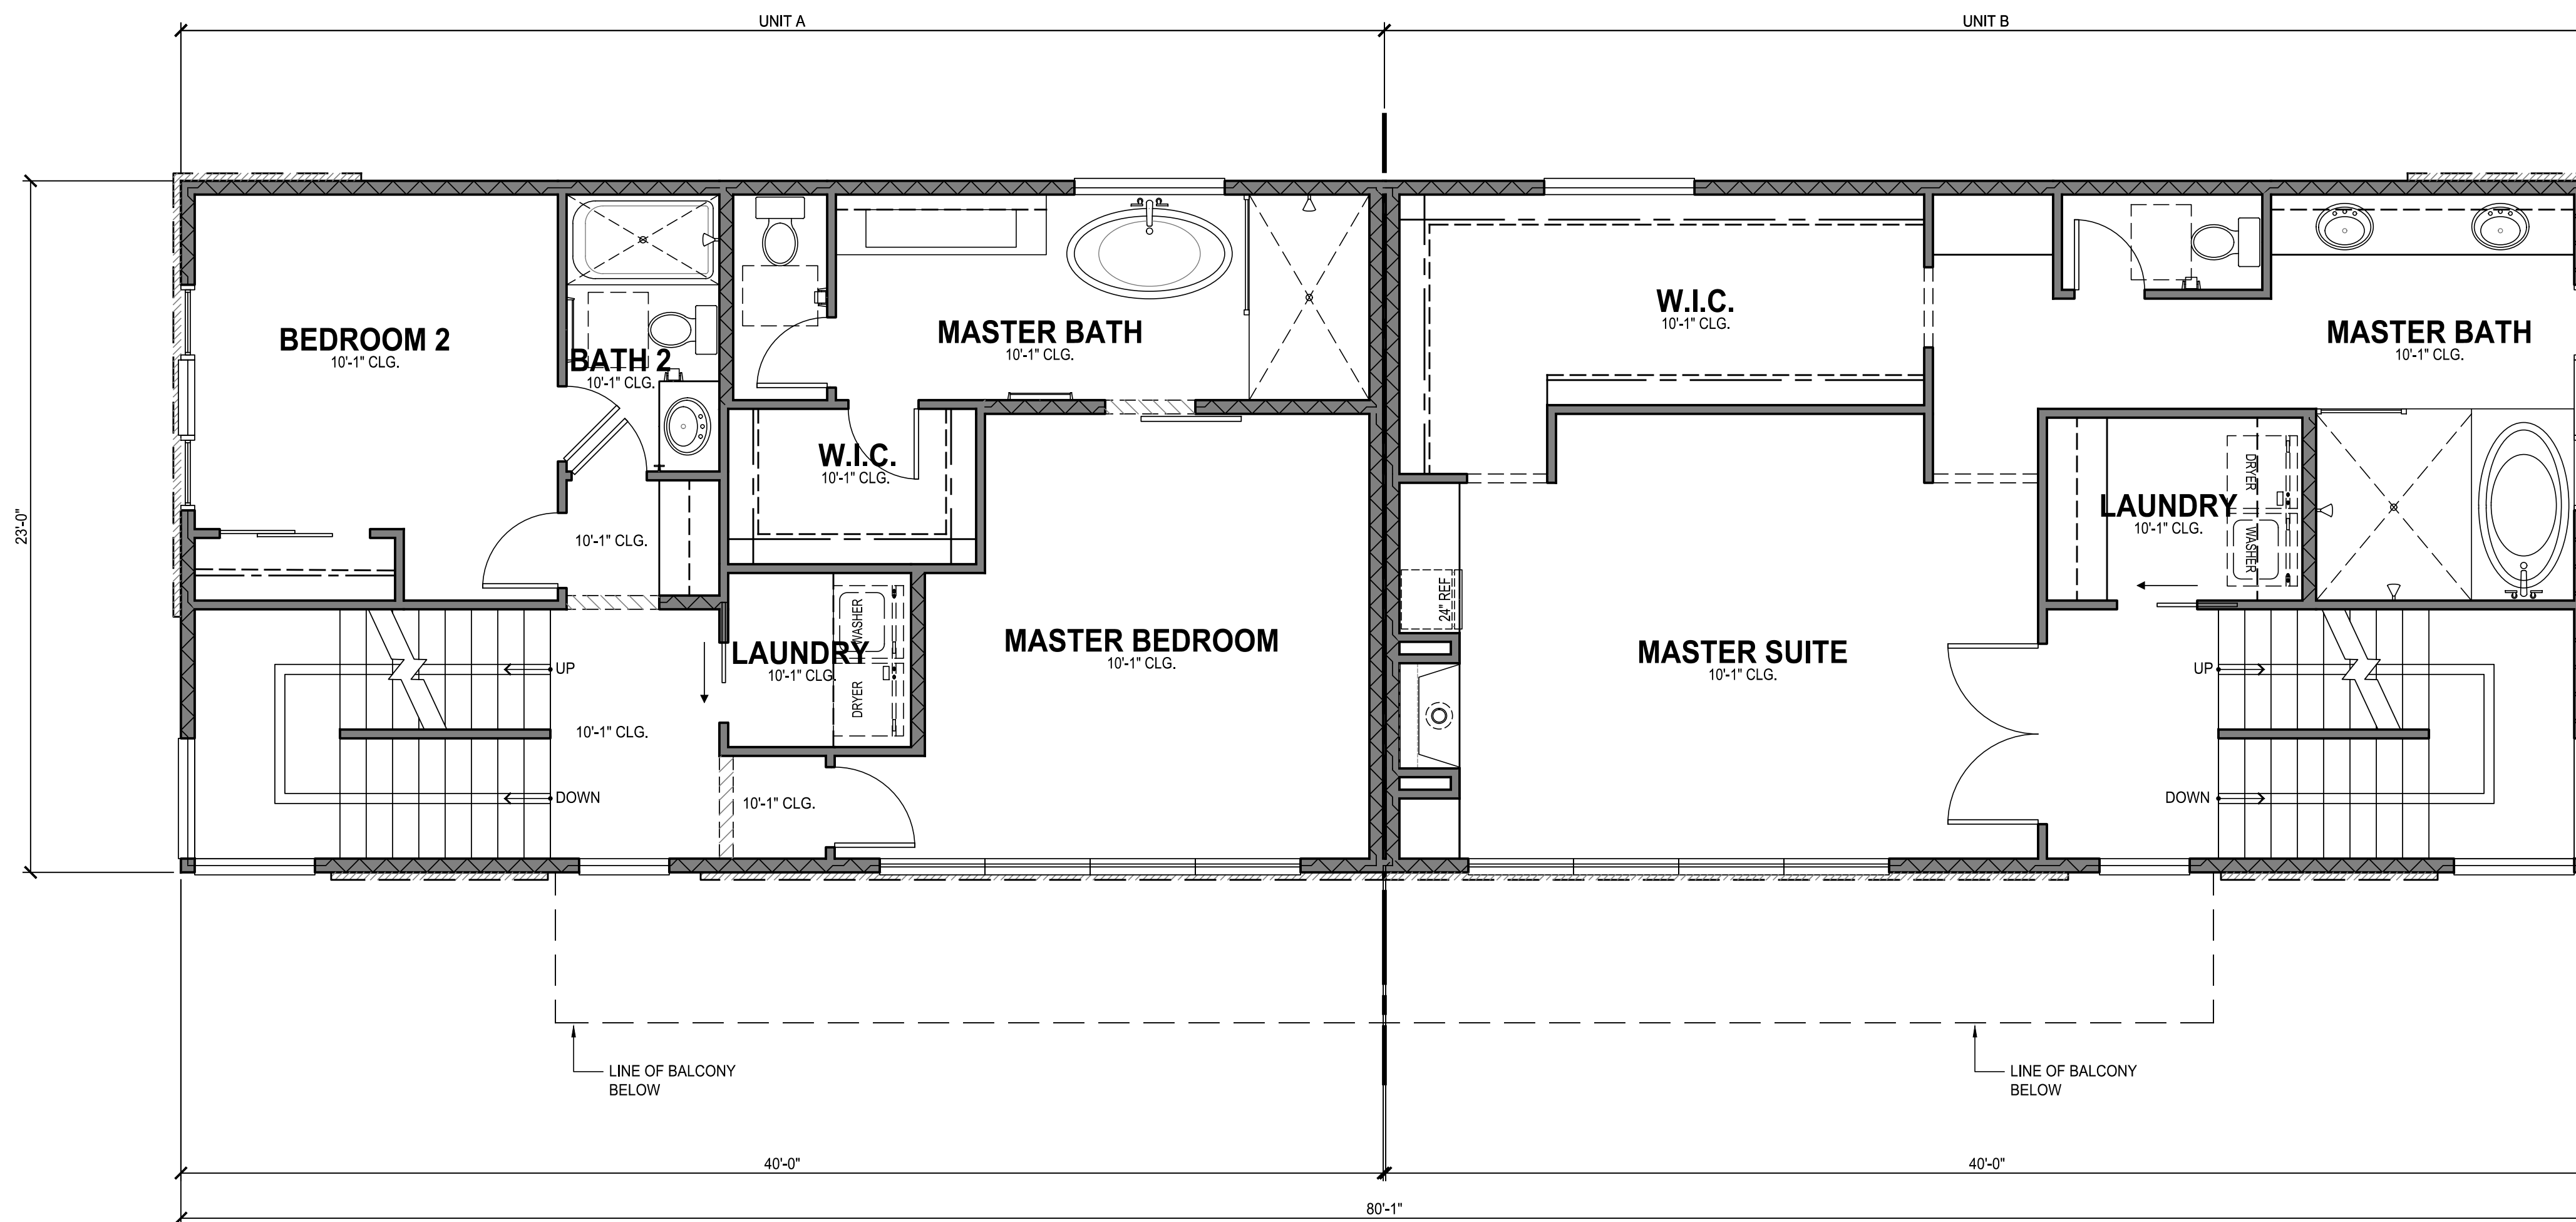 UNIT A
UNIT B
23'-0"
BEDROOM 2
10'-1" CLG.
BATH 2
10'-1" CLG.
MASTER BATH
10'-1" CLG.
W.I.C.
10'-1" CLG.
MASTER BATH
10'-1" CLG.
W.I.C.
10'-1" CLG.
10'-1" CLG.
LAUNDRY
10'-1" CLG.
DRYER
WASHER
24" REF
LAUNDRY
10'-1" CLG.
WASHER
DRYER
MASTER BEDROOM
10'-1" CLG.
MASTER SUITE
10'-1" CLG.
UP
UP
10'-1" CLG.
DOWN
10'-1" CLG.
DOWN
LINE OF BALCONY
BELOW
LINE OF BALCONY
BELOW
40'-0"
40'-0"
80'-1"